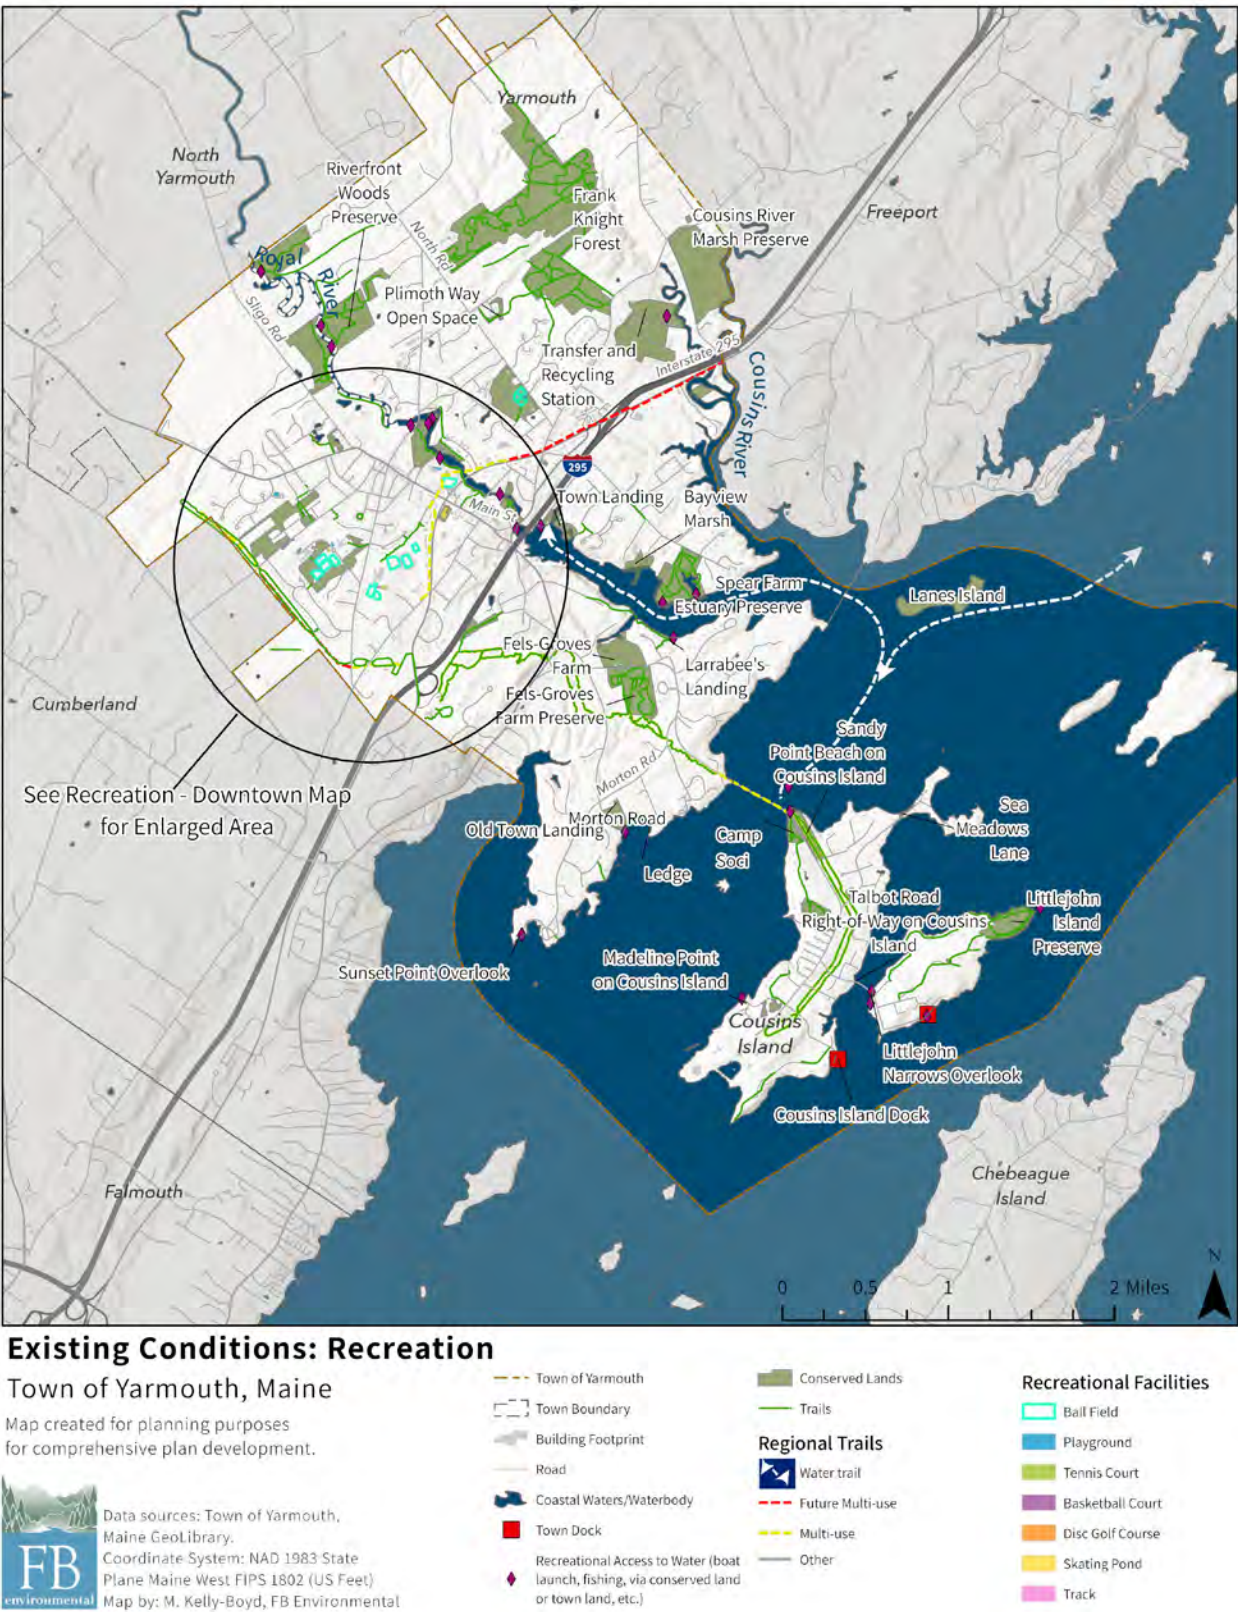 Yarmouth
North
Yarmouth
Riverfront
Woods
Preserve
Frank
Knight
Forest
Cousins River
Marsh Preserve
Freeport
North Rd
Royal
River
Sligo Rd
Plimoth Way
Open Space
Transfer and
Recycling
Station
Interstate 295
Cousins River
295
Town Landing
Bayview
Marsh
Main St
Spear Farm
Estuary Preserve
Lanes Island
Fels-Groves
Farm
Larrabee's
Landing
Fels-Groves
Farm Preserve
Cumberland
Sandy
Point Beach on
Cousins Island
Morton Rd
See Recreation - Downtown Map
for Enlarged Area
Morton Road
Old Town Landing
Ledge
Camp
Soci
Sea
Meadows
Lane
Talbot Road
Right-of-Way on Cousins
Island
Littlejohn
Island
Preserve
Sunset Point Overlook
Madeline Point
on Cousins Island
Cousins
Island
Littlejohn
Narrows Overlook
Cousins Island Dock
Chebeague
Island
Falmouth
N
0 0.5 1 2 Miles
Existing Conditions: Recreation
Town of Yarmouth, Maine
Map created for planning purposes
for comprehensive plan development.
FB
environmental
Data sources: Town of Yarmouth,
Maine GeoLibrary.
Coordinate System: NAD 1983 State
Plane Maine West FIPS 1802 (US Feet)
Map by: M. Kelly-Boyd, FB Environmental
Town of Yarmouth
Town Boundary
Building Footprint
Road
Coastal Waters/Waterbody
Town Dock
Recreational Access to Water (boat
launch, fishing, via conserved land
or town land, etc.)
Conserved Lands
Trails
Regional Trails
Water trail
Future Multi-use
Multi-use
Other
Recreational Facilities
Ball Field
Playground
Tennis Court
Basketball Court
Disc Golf Course
Skating Pond
Track